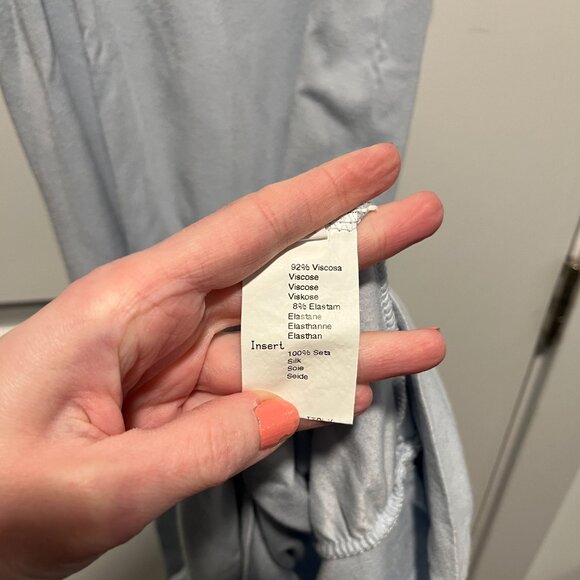 92% Viscosa
Viscose
Viscose
Viskose
8% Elastam
Elastane
Elasthanne
Elasthan
Insert
100% Seta
Silk
Soie
Seide